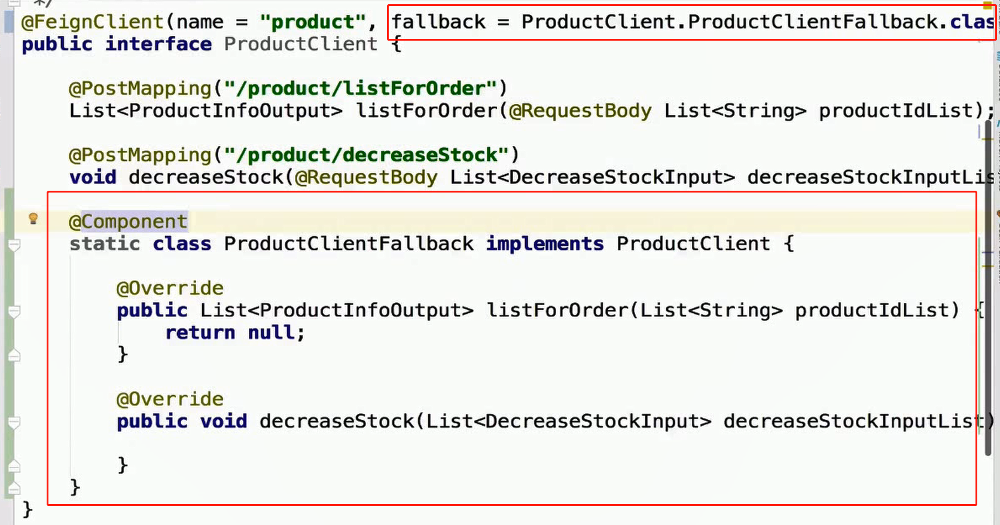 */
@FeignClient(name = "product", fallback = ProductClient.ProductClientFallback.clas
public interface ProductClient {
@PostMapping("/product/listForOrder")
List<ProductInfoOutput> listForOrder(@RequestBody List<String> productIdList);
@PostMapping("/product/decreaseStock")
void decreaseStock(@RequestBody List<DecreaseStockInput> decreaseStockInputLis
@Component
static class ProductClientFallback implements ProductClient {
@Override
public List<ProductInfoOutput> listForOrder(List<String> productIdList) {
return null;
}
@Override
public void decreaseStock(List<DecreaseStockInput> decreaseStockInputList)
}
}
}